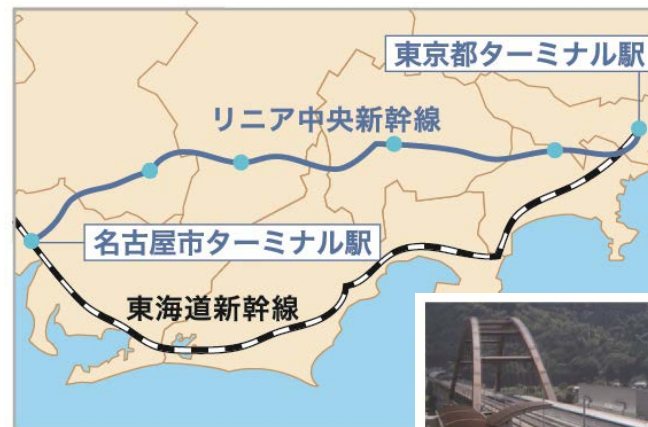 東京都ターミナル駅
リニア中央新幹線
名古屋市ターミナル駅
東海道新幹線